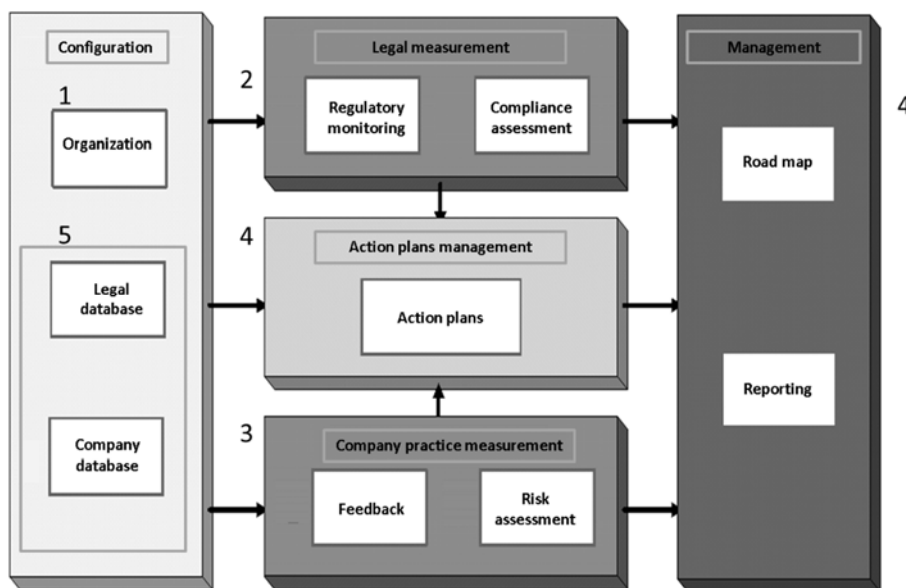 Configuration
1
Organization
5
Legal
database
Company
database
2
Legal measurement
Regulatory
monitoring
Compliance
assessment
4
Action plans management
Action plans
3
Company practice measurement
Feedback
Risk
assessment
Management
4
Road map
Reporting